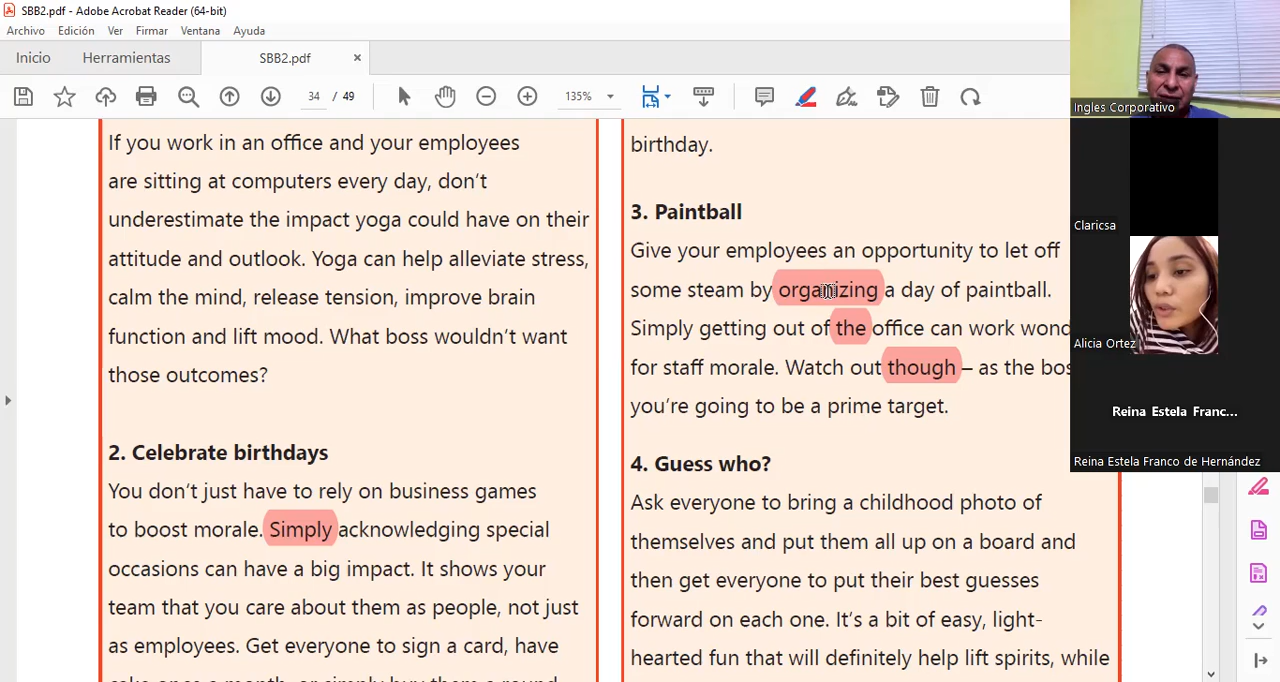 SBB2.pdf - Adobe Acrobat Reader (64-bit)
Archivo Edición Ver Firmar Ventana Ayuda
Inicio Herramientas SBB2.pdf ×
34 / 49 135%
If you work in an office and your employees
are sitting at computers every day, don't
underestimate the impact yoga could have on their
attitude and outlook. Yoga can help alleviate stress,
calm the mind, release tension, improve brain
function and lift mood. What boss wouldn't want
those outcomes?
2. Celebrate birthdays
You don't just have to rely on business games
to boost morale. Simply acknowledging special
occasions can have a big impact. It shows your
team that you care about them as people, not just
as employees. Get everyone to sign a card, have
cake once a month, or simply buy them a round
birthday.
3. Paintball
Give your employees an opportunity to let off
some steam by organizing a day of paintball.
Simply getting out of the office can work wond
for staff morale. Watch out though – as the bos
you're going to be a prime target.
4. Guess who?
Ask everyone to bring a childhood photo of
themselves and put them all up on a board and
then get everyone to put their best guesses
forward on each one. It's a bit of easy, light-
hearted fun that will definitely help lift spirits, while
Ingles Corporativo
Claricsa
Alicia Ortez
Reina Estela Franc...
Reina Estela Franco de Hernández